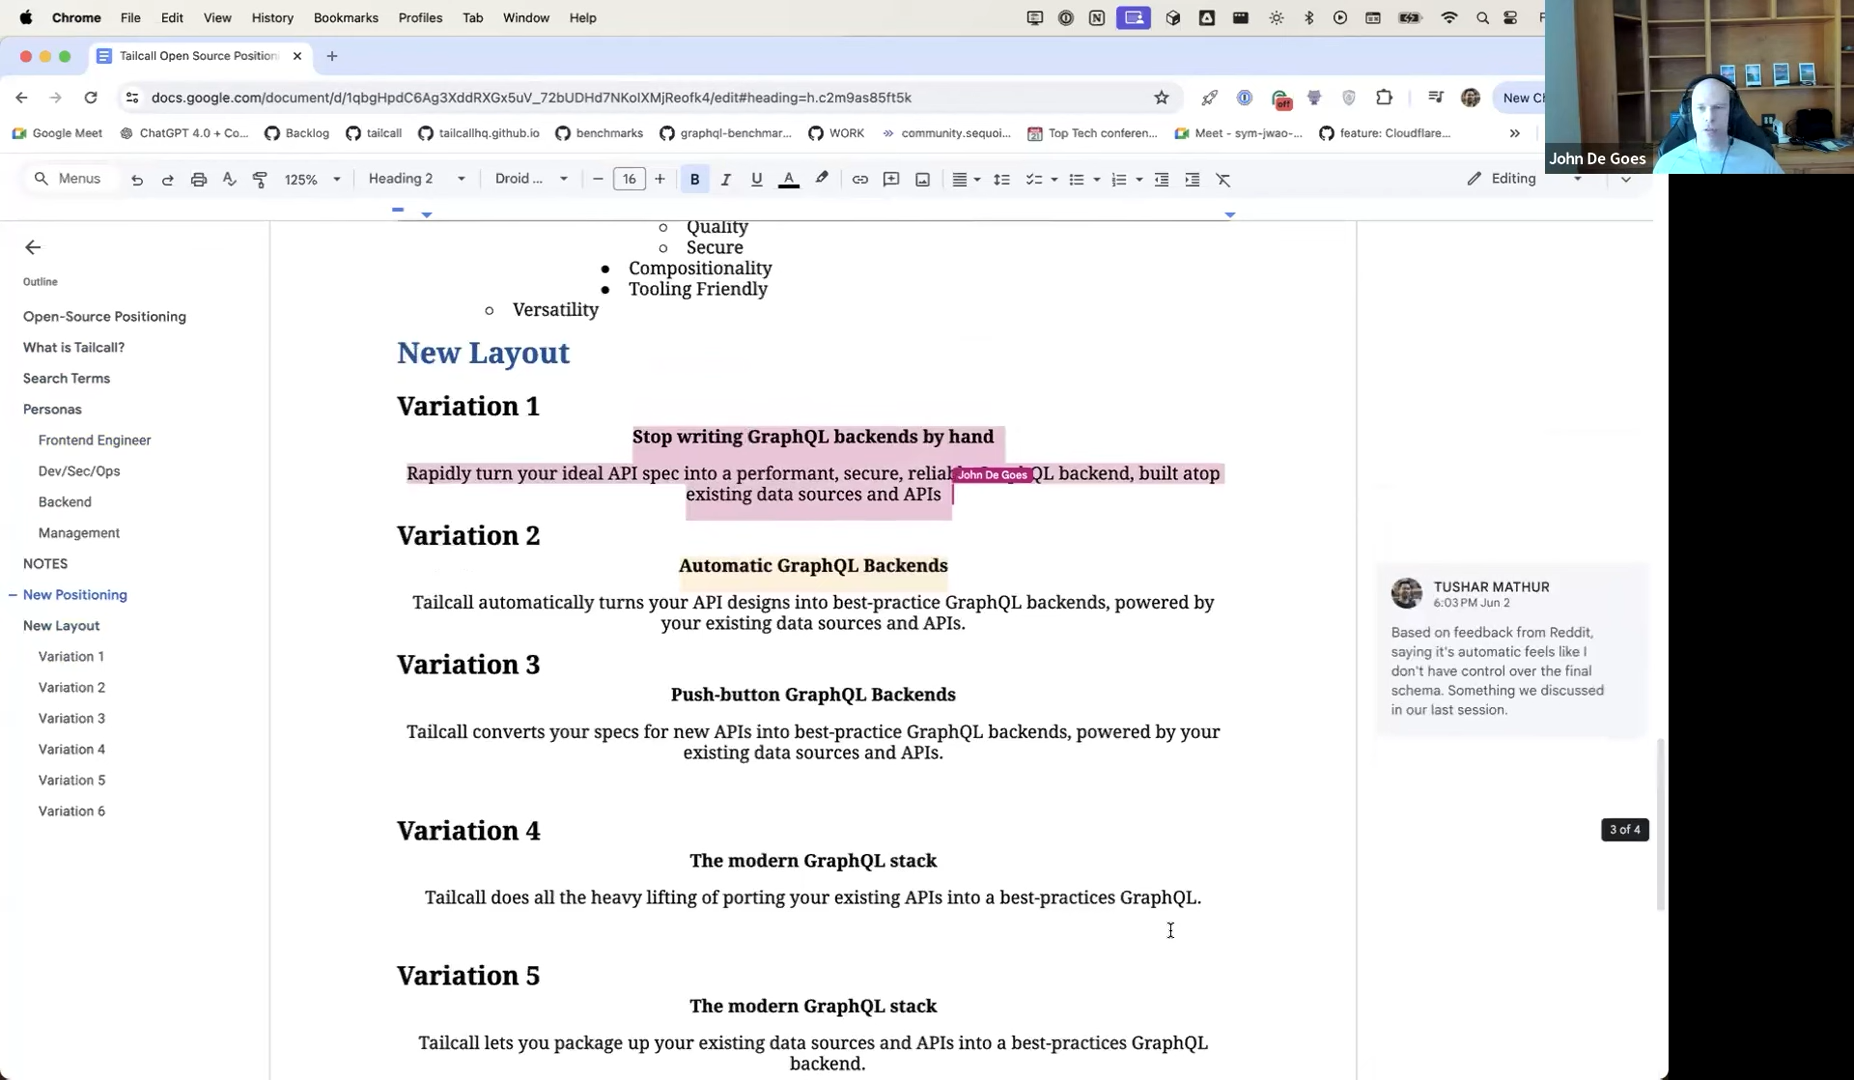 Chrome File Edit View History Bookmarks Profiles Tab Window Help
Tailcall Open Source Position
docs.google.com/document/d/1qbgHpdC6Ag3XddRXGx5uV_72bUDHd7NKolXMjReofk4/edit#heading=h.c2m9as85ft5k
off
New Ch
Google Meet ChatGPT 4.0 + Co... Backlog tailcall tailcallhq.github.io benchmarks graphql-benchmar... WORK community.sequoi... Top Tech conferen... Meet - sym-jwao-... feature: Cloudflare...
John De Goes
Menus 125% Heading 2 Droid ... 16 B I U A Editing
Outline
Open-Source Positioning
What is Tailcall?
Search Terms
Personas
Frontend Engineer
Dev/Sec/Ops
Backend
Management
NOTES
New Positioning
New Layout
Variation 1
Variation 2
Variation 3
Variation 4
Variation 5
Variation 6
Quality
Secure
Compositionality
Tooling Friendly
Versatility
New Layout
Variation 1
Stop writing GraphQL backends by hand
Rapidly turn your ideal API spec into a performant, secure, QL backend, built atop
John De Goes
existing data sources and APIs
Variation 2
Automatic GraphQL Backends
Tailcall automatically turns your API designs into best-practice GraphQL backends, powered by
your existing data sources and APIs.
Variation 3
Push-button GraphQL Backends
Tailcall converts your specs for new APIs into best-practice GraphQL backends, powered by your
existing data sources and APIs.
Variation 4
The modern GraphQL stack
Tailcall does all the heavy lifting of porting your existing APIs into a best-practices GraphQL.
Variation 5
The modern GraphQL stack
Tailcall lets you package up your existing data sources and APIs into a best-practices GraphQL
backend.
TUSHAR MATHUR
6:03 PM Jun 2
Based on feedback from Reddit,
saying it's automatic feels like I
don't have control over the final
schema. Something we discussed
in our last session.
3 of 4